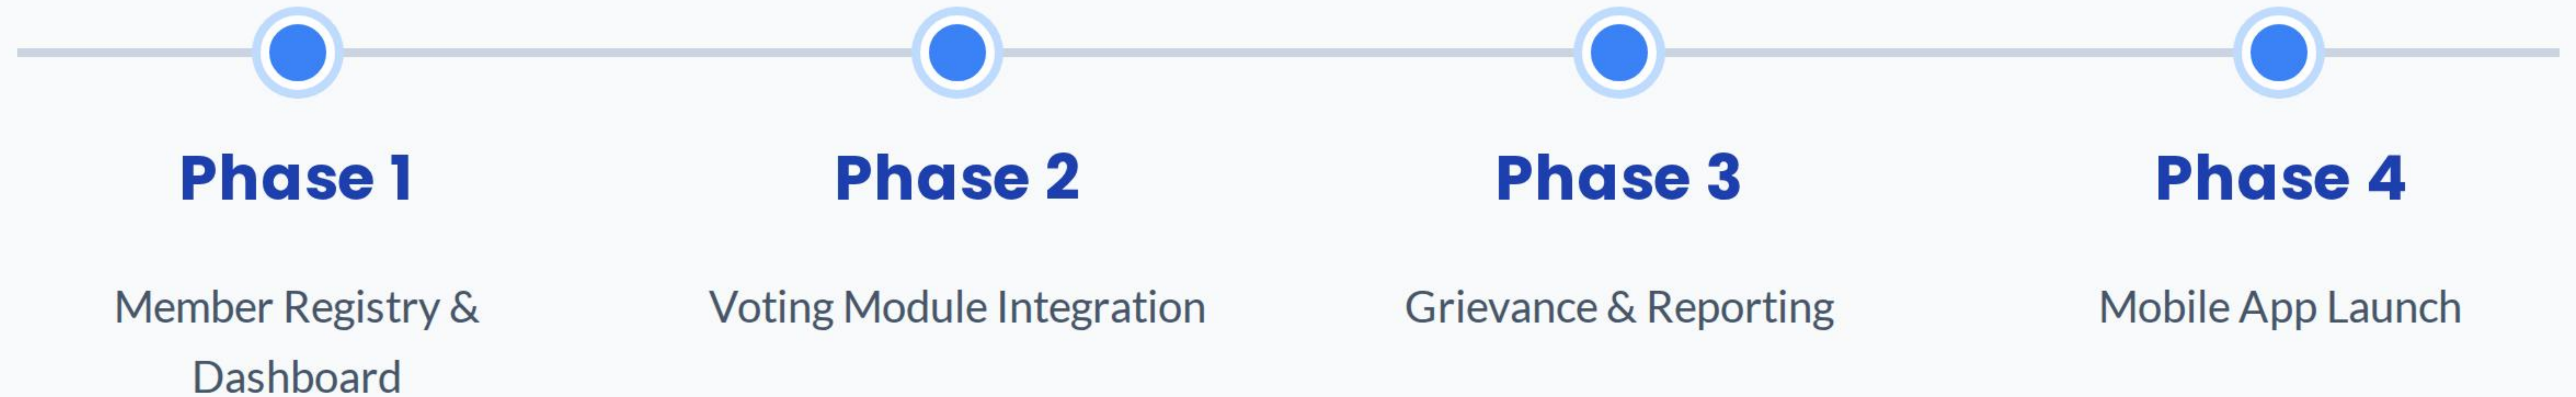 Phase 1
Member Registry &
Dashboard
Phase 2
Voting Module Integration
Phase 3
Grievance & Reporting
Phase 4
Mobile App Launch